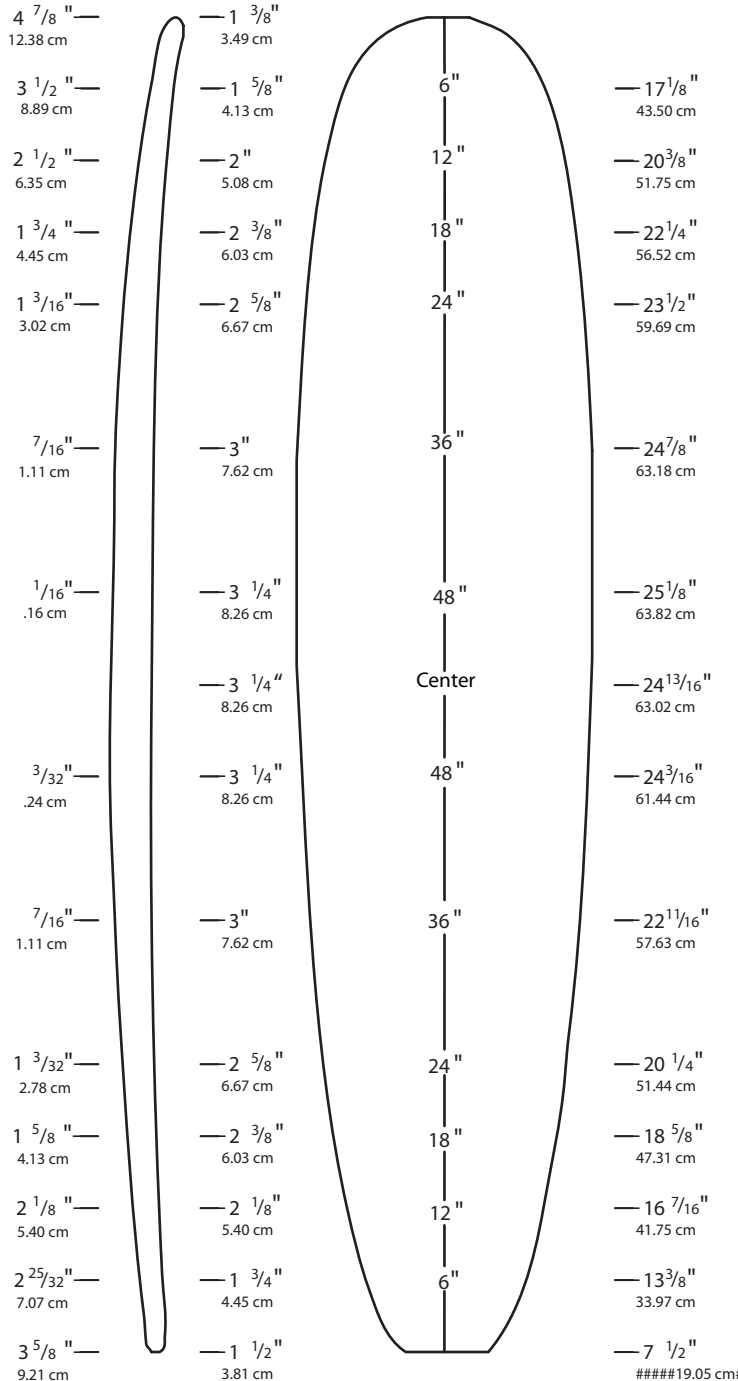 4 7/8" 1 3/8"
12.38 cm 3.49 cm
3 1/2" 1 5/8" 6" 17 1/8"
8.89 cm 4.13 cm 43.50 cm
2 1/2" 2" 12" 20 3/8"
6.35 cm 5.08 cm 51.75 cm
1 3/4" 2 3/8" 18" 22 1/4"
4.45 cm 6.03 cm 56.52 cm
1 3/16" 2 5/8" 24" 23 1/2"
3.02 cm 6.67 cm 59.69 cm
7/16" 3" 36" 24 7/8"
1.11 cm 7.62 cm 63.18 cm
1/16" 3 1/4" 48" 25 1/8"
.16 cm 8.26 cm 63.82 cm
3 1/4“ Center 24 13/16"
8.26 cm 63.02 cm
3/32" 3 1/4" 48" 24 3/16"
.24 cm 8.26 cm 61.44 cm
7/16" 3" 36" 22 11/16"
1.11 cm 7.62 cm 57.63 cm
1 3/32" 2 5/8" 24" 20 1/4"
2.78 cm 6.67 cm 51.44 cm
1 5/8" 2 3/8" 18" 18 5/8"
4.13 cm 6.03 cm 47.31 cm
2 1/8" 2 1/8" 12" 16 7/16"
5.40 cm 5.40 cm 41.75 cm
2 25/32" 1 3/4" 6" 13 3/8"
7.07 cm 4.45 cm 33.97 cm
3 5/8" 1 1/2" 7 1/2"
9.21 cm 3.81 cm #####19.05 cm#